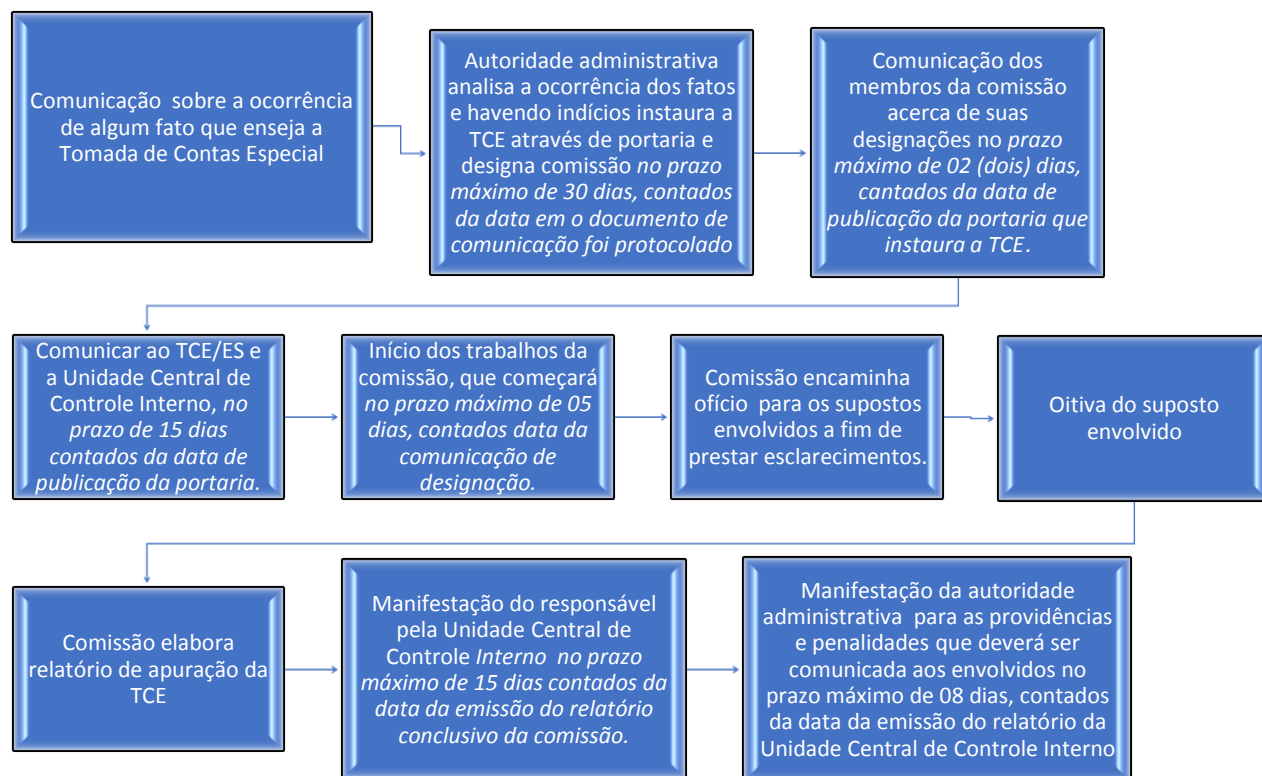 Comunicação sobre a ocorrência
de algum fato que enseja a
Tomada de Contas Especial
Autoridade administrativa
analisa a ocorrência dos fatos
e havendo indícios instaura a
TCE através de portaria e
designa comissão no prazo
máximo de 30 dias, contados
da data em o documento de
comunicação foi protocolado
Comunicação dos
membros da comissão
acerca de suas
designações no prazo
máximo de 02 (dois) dias,
cantados da data de
publicação da portaria que
instaura a TCE.
Comunicar ao TCE/ES e
a Unidade Central de
Controle Interno, no
prazo de 15 dias
contados da data de
publicação da portaria.
Início dos trabalhos da
comissão, que começará
no prazo máximo de 05
dias, contados data da
comunicação de
designação.
Comissão encaminha
ofício para os supostos
envolvidos a fim de
prestar esclarecimentos.
Oitiva do suposto
envolvido
Comissão elabora
relatório de apuração da
TCE
Manifestação do responsável
pela Unidade Central de
Controle Interno no prazo
máximo de 15 dias contados da
data da emissão do relatório
conclusivo da comissão.
Manifestação da autoridade
administrativa para as providências
e penalidades que deverá ser
comunicada aos envolvidos no
prazo máximo de 08 dias, contados
da data da emissão do relatório da
Unidade Central de Controle Interno